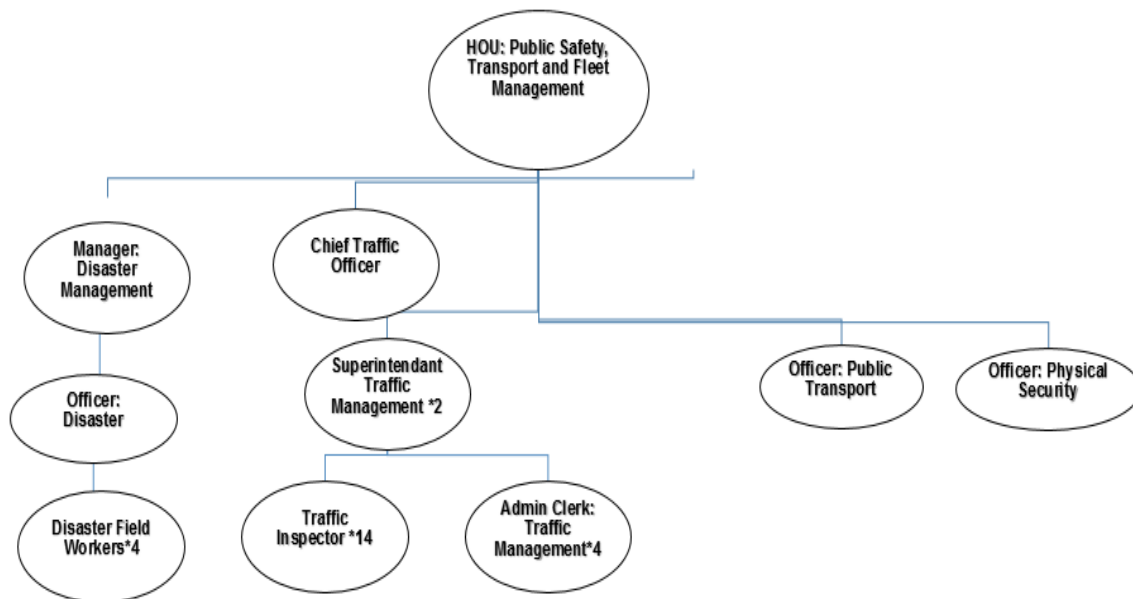 HOU: Public Safety,
Transport and Fleet
Management
Manager:
Disaster
Management
Chief Traffic
Officer
Superintendant
Traffic
Management *2
Officer: Public
Transport
Officer: Physical
Security
Officer:
Disaster
Disaster Field
Workers*4
Traffic
Inspector *14
Admin Clerk:
Traffic
Management*4